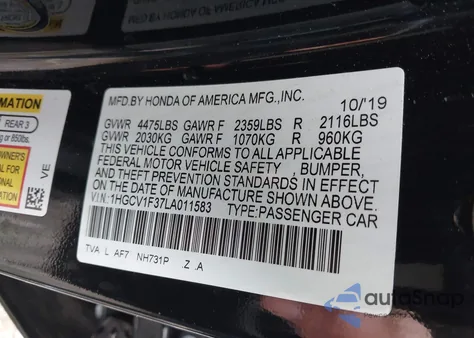 MFD.BY HONDA OF AMERICA MFG.,INC. 10/'19
GVWR 4475LBS GAWR F 2359LBS R 2116LBS
GVWR 2030KG GAWR F 1070KG R 960KG
THIS VEHICLE CONFORMS TO ALL APPLICABLE
FEDERAL MOTOR VEHICLE SAFETY , BUMPER,
AND THEFT PREVENTION STANDARDS IN EFFECT
ON THE DATE OF MANUFACTURE SHOWN ABOVE.
VIN:1HGCV1F37LA011583 TYPE:PASSENGER CAR
TVA L AF7 NH731P .Z .A
REAR 3
VE
autoSnap